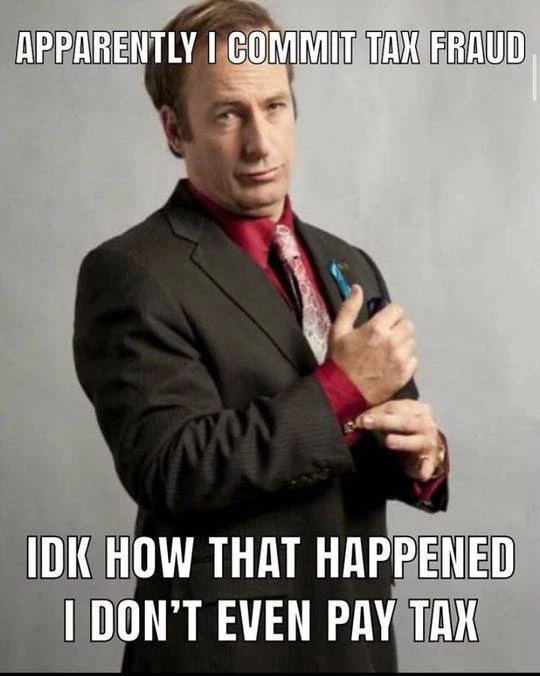 APPARENTLY I COMMIT TAX FRAUD
IDK HOW THAT HAPPENED
I DON'T EVEN PAY TAX